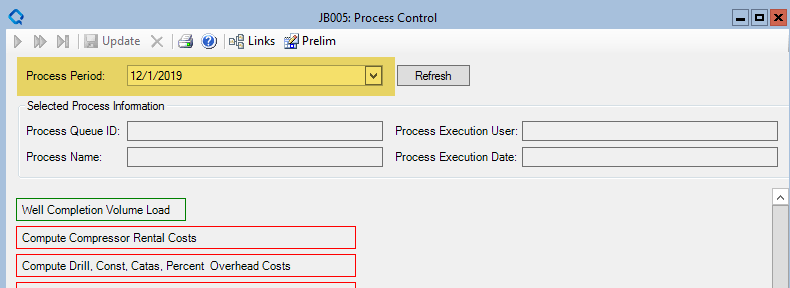 JB005: Process Control
Update Links Prelim
Process Period: 12/1/2019 Refresh
Selected Process Information
Process Queue ID: Process Execution User:
Process Name: Process Execution Date:
Well Completion Volume Load
Compute Compressor Rental Costs
Compute Drill, Const, Catas, Percent Overhead Costs